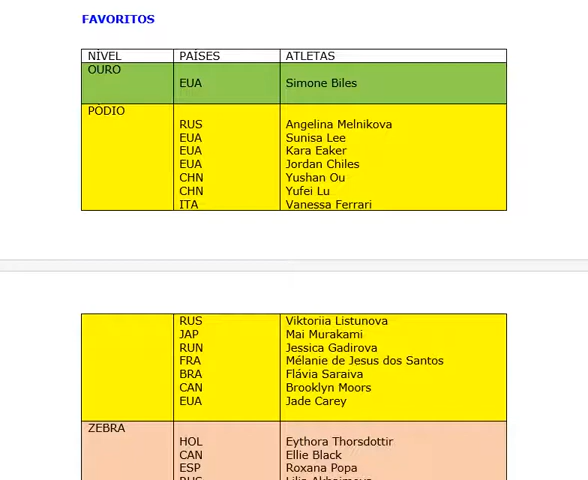 FAVORITOS
NÍVEL PAÍSES ATLETAS
OURO
EUA Simone Biles
PÓDIO
RUS Angelina Melnikova
EUA Sunisa Lee
EUA Kara Eaker
EUA Jordan Chiles
CHN Yushan Ou
CHN Yufei Lu
ITA Vanessa Ferrari
RUS Viktoriia Listunova
JAP Mai Murakami
RUN Jessica Gadirova
FRA Mélanie de Jesus dos Santos
BRA Flávia Saraiva
CAN Brooklyn Moors
EUA Jade Carey
ZEBRA
HOL Eythora Thorsdottir
CAN Ellie Black
ESP Roxana Popa